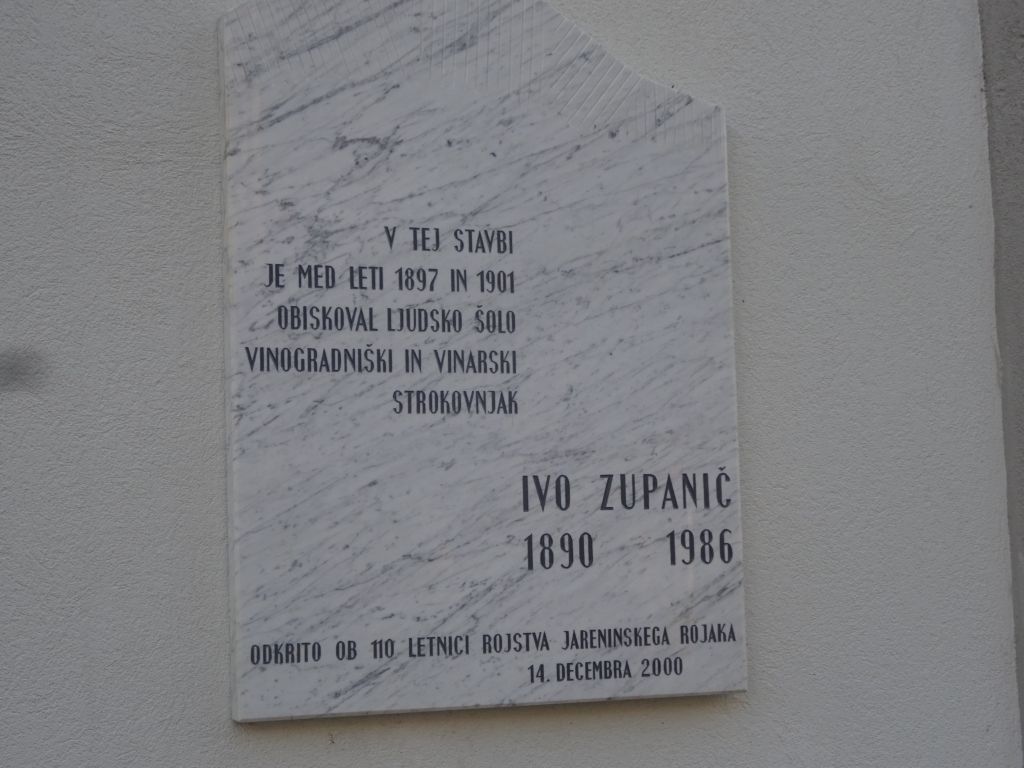 V TEJ STAVBI
JE MED LETI 1897 IN 1901
OBISKOVAL LJUDSKO ŠOLO
VINOGRADNIŠKI IN VINARSKI
STROKOVNJAK
IVO ZUPANIČ
1890 1986
ODKRITO OB 110 LETNICI ROJSTVA JARENINSKEGA ROJAKA
14. DECEMBRA 2000